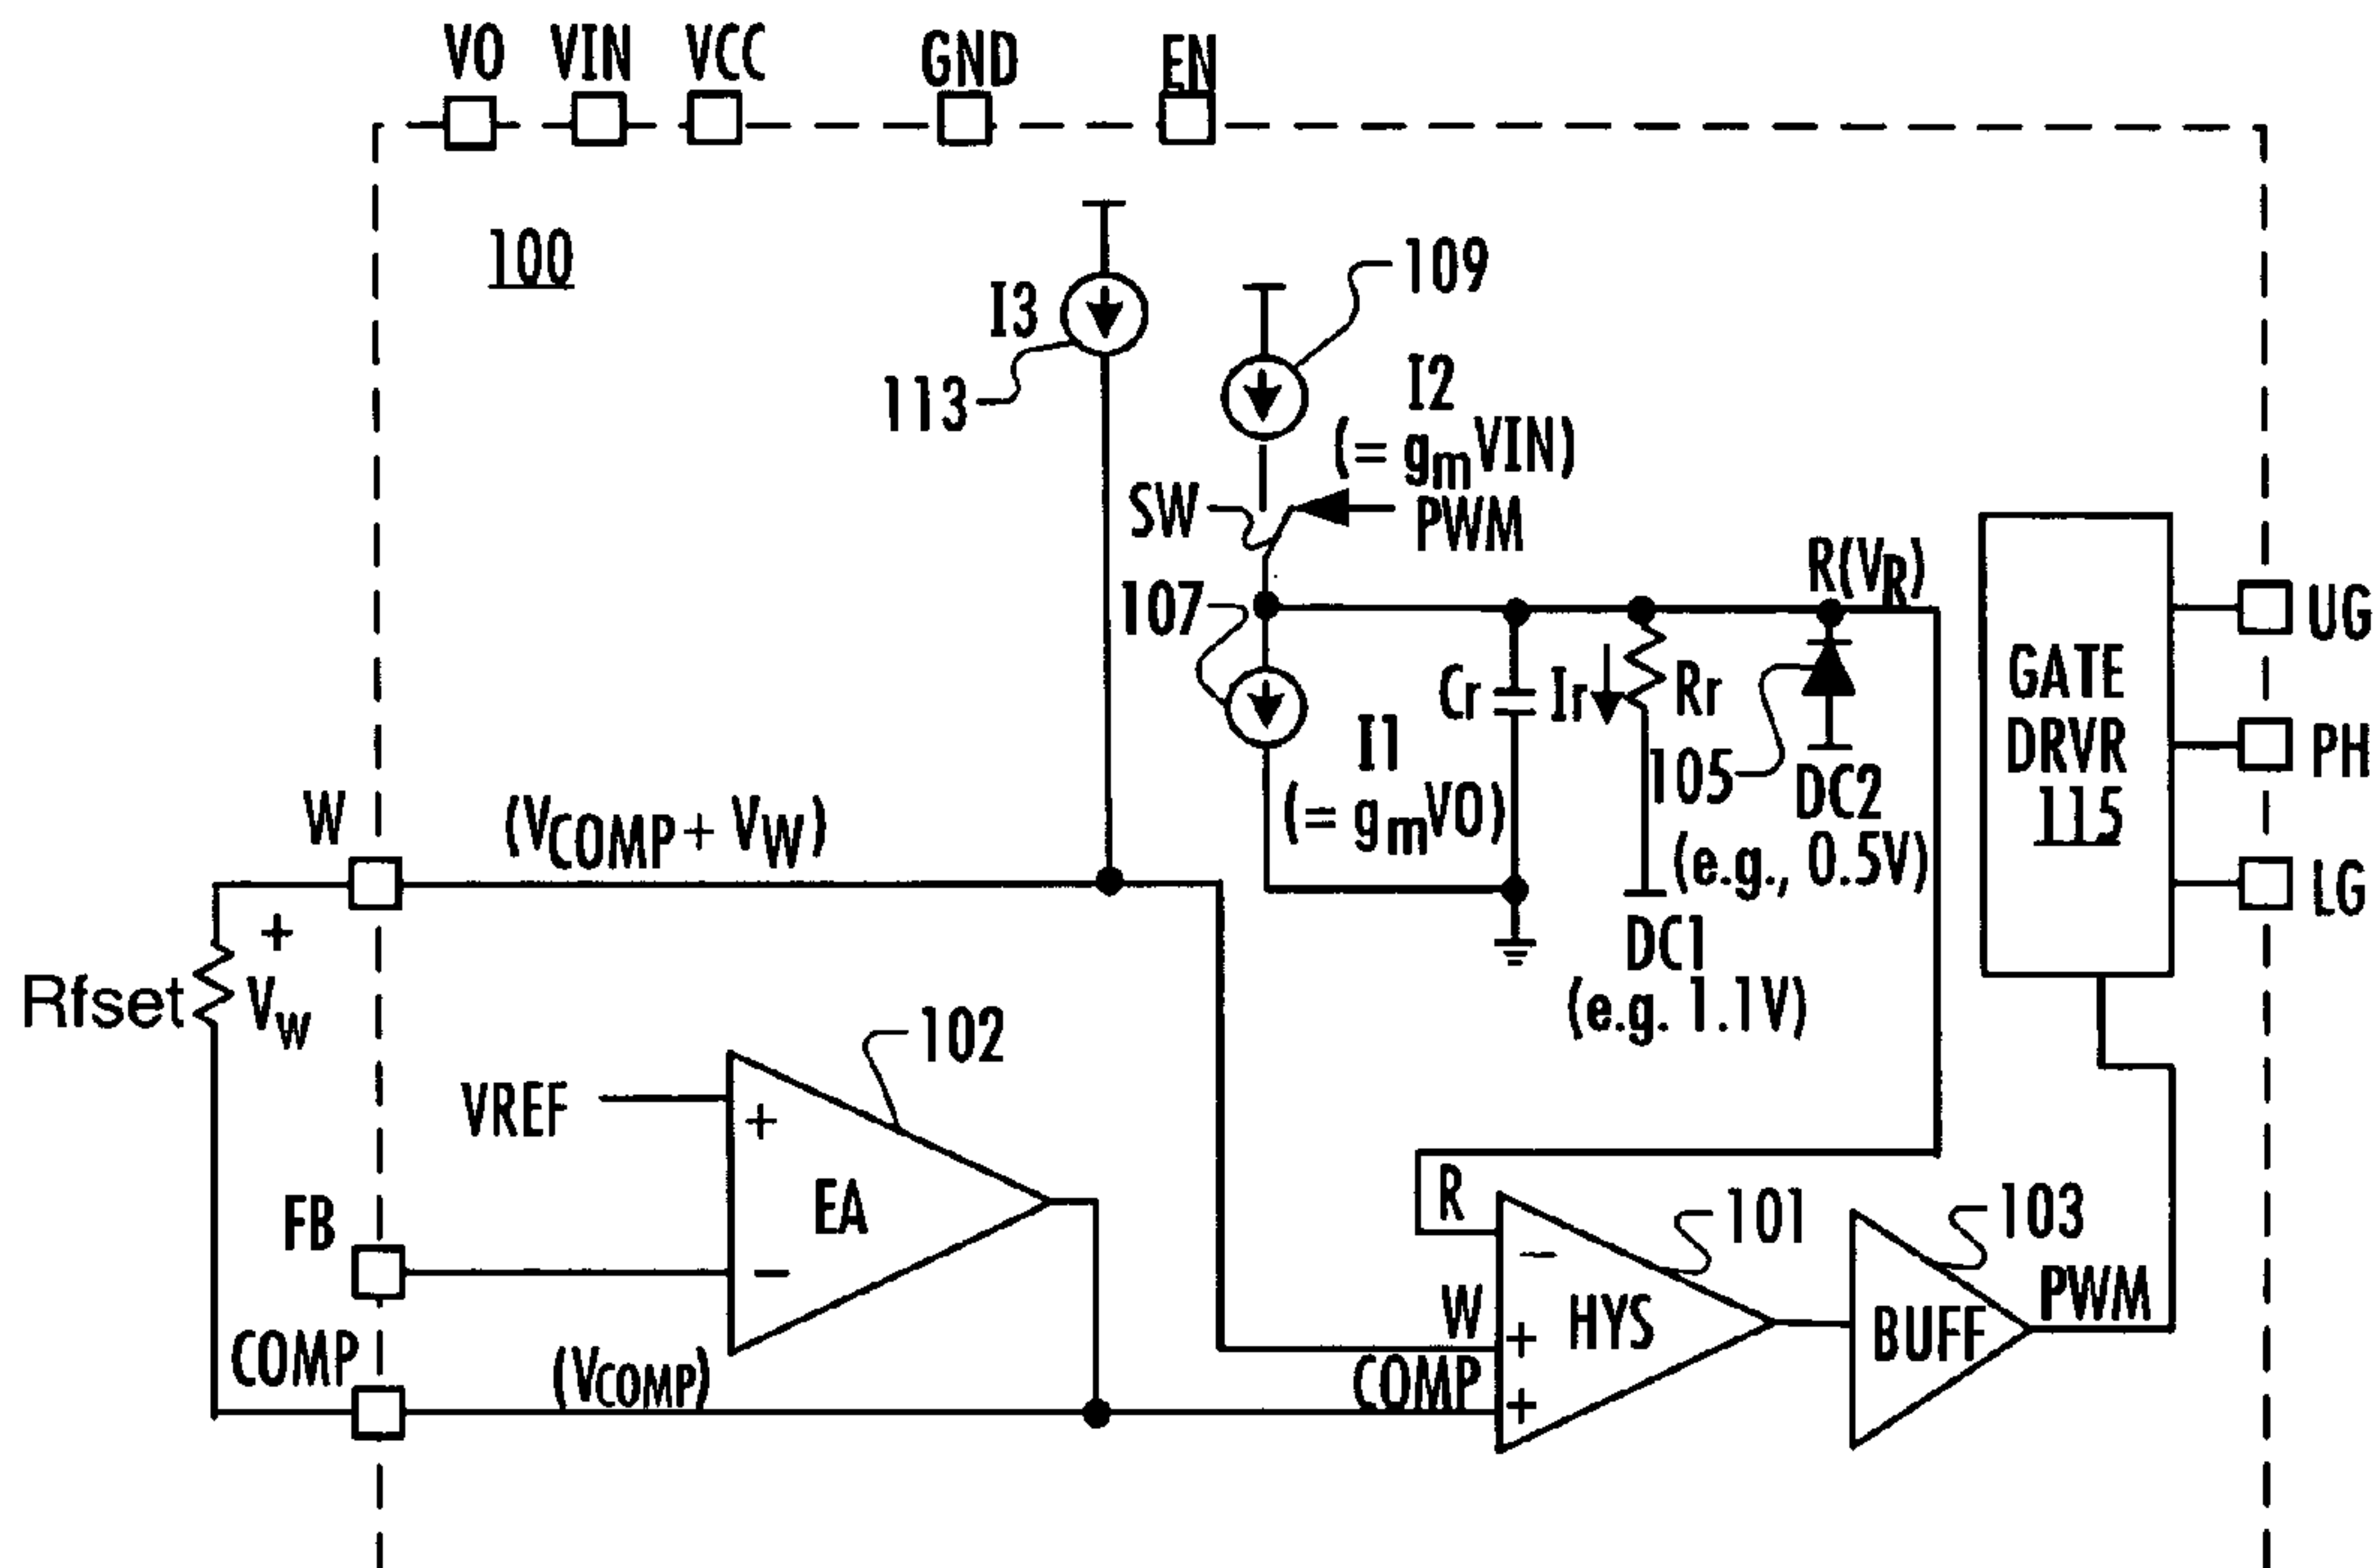 VO VIN VCC GND EN
100
I3
113
109
I2
(= gmVIN)
SW
PWM
107
I1
(= gmVO)
Cr
Ir
Rr
R(VR)
105
DC2
(e.g., 0.5V)
DC1
(e.g. 1.1V)
GATE
DRVR
115
UG
PH
LG
W
(VCOMP + VW)
+
Rfset
Vw
102
VREF
+
EA
FB
−
COMP
(VCOMP)
R
−
W
+
COMP
+
HYS
101
BUFF
103
PWM